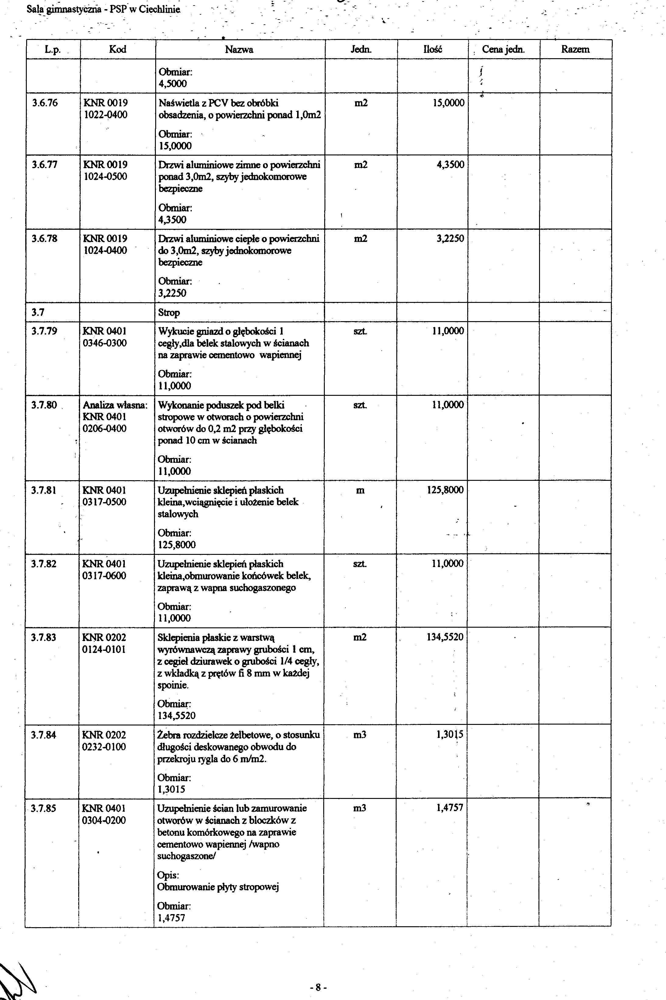 Sala gimnastyczna - PSP w Ciechlinie
L.p. Kod Nazwa Jedn. Ilość Cena jedn. Razem
Obmiar:
4,5000
3.6.76 KNR 0019 Naświetla z PCV bez obróbki m2 15,0000
1022-0400 obsadzenia, o powierzchni ponad 1,0m2
Obmiar:
15,0000
3.6.77 KNR 0019 Drzwi aluminiowe zimne o powierzchni m2 4,3500
1024-0500 ponad 3,0m2, szyby jednokomorowe
bezpieczne
Obmiar:
4,3500
3.6.78 KNR 0019 Drzwi aluminiowe ciepłe o powierzchni m2 3,2250
1024-0400 do 3,0m2, szyby jednokomorowe
bezpieczne
Obmiar:
3,2250
3.7 Strop
3.7.79 KNR 0401 Wykucie gniazd o głębokości 1 szt. 11,0000
0346-0300 cegły,dla belek stalowych w ścianach
na zaprawie cementowo wapiennej
Obmiar:
11,0000
3.7.80 Analiza własna: Wykonanie poduszek pod belki szt. 11,0000
KNR 0401 stropowe w otworach o powierzchni
0206-0400 otworów do 0,2 m2 przy głębokości
ponad 10 cm w ścianach
Obmiar:
11,0000
3.7.81 KNR 0401 Uzupełnienie sklepień płaskich m 125,8000
0317-0500 kleina,wciągnięcie i ułożenie belek
stalowych
Obmiar:
125,8000
3.7.82 KNR 0401 Uzupełnienie sklepień płaskich szt. 11,0000
0317-0600 kleina,obmurowanie końcówek belek,
zaprawą z wapna suchogaszonego
Obmiar:
11,0000
3.7.83 KNR 0202 Sklepienia płaskie z warstwą m2 134,5520
0124-0101 wyrównawczą zaprawy grubości 1 cm,
z cegieł dziurawek o grubości 1/4 cegły,
z wkładką z prętów fi 8 mm w każdej
spoinie.
Obmiar:
134,5520
3.7.84 KNR 0202 Żebra rozdzielcze żelbetowe, o stosunku m3 1,3015
0232-0100 długości deskowanego obwodu do
przekroju rygla do 6 m/m2.
Obmiar:
1,3015
3.7.85 KNR 0401 Uzupełnienie ścian lub zamurowanie m3 1,4757
0304-0200 otworów w ścianach z bloczków z
betonu komórkowego na zaprawie
cementowo wapiennej /wapno
suchogaszone/
Opis:
Obmurowanie płyty stropowej
Obmiar:
1,4757
- 8 -